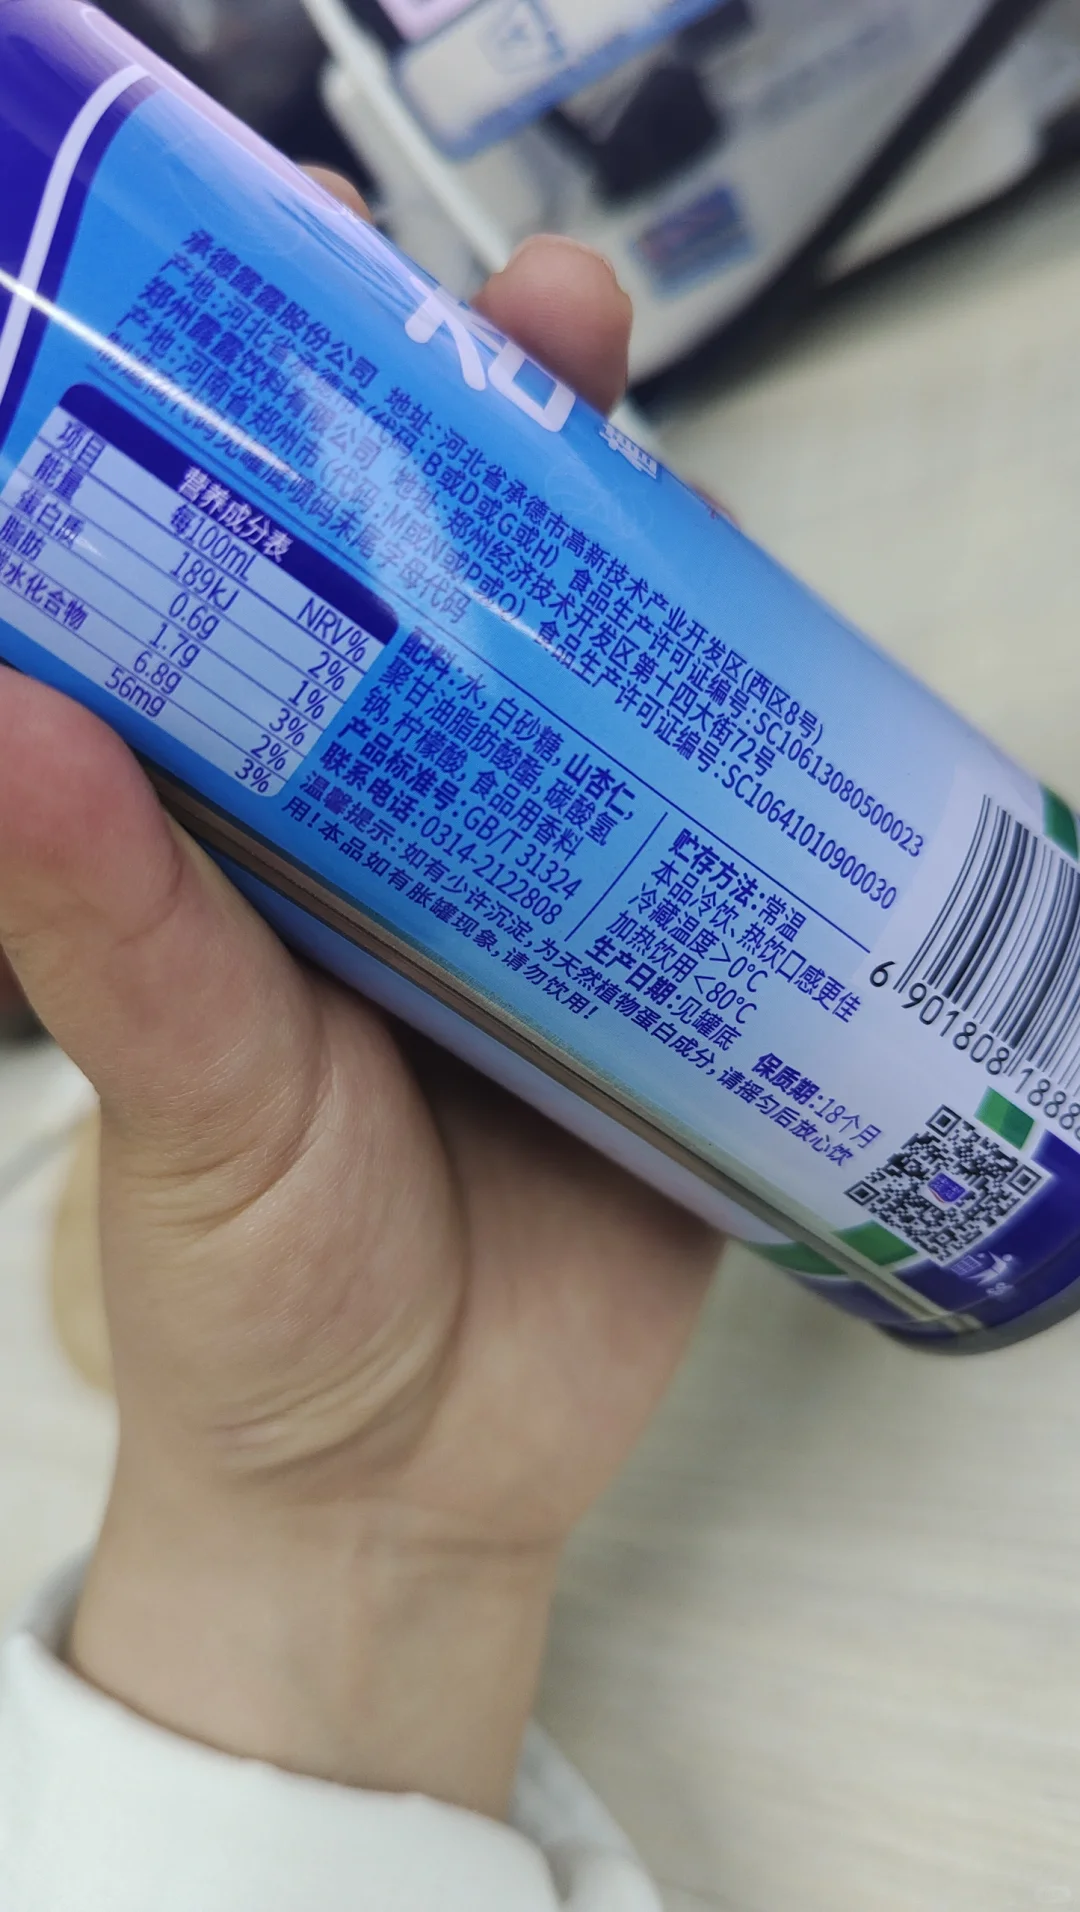 承德露露股份公司 地址:河北省承德市高新技术产业开发区(西区8号)
产地:河北省承德市(代码:B或D或G或H) 食品生产许可证编号:SC10613080500023
郑州露露饮料有限公司 地址:郑州经济技术开发区第十四大街72号
产地:河南省郑州市(代码:M或N或P或Q) 食品生产许可证编号:SC10641010900030
制造商代码见罐底喷码末尾字母代码
营养成分表
项目 每100mL NRV%
能量 189kJ 2%
蛋白质 0.6g 1%
脂肪 1.7g 3%
水化合物 6.8g 2%
56mg 3%
配料:水,白砂糖,山杏仁,
聚甘油脂肪酸酯,碳酸氢
钠,柠檬酸,食品用香料
产品标准号:GB/T 31324
联系电话:0314-2122808
贮存方法:常温
本品冷饮、热饮口感更佳
冷藏温度>0°C
加热饮用<80°C
生产日期:见罐底 保质期:18个月
温馨提示:如有少许沉淀,为天然植物蛋白成分,请摇匀后放心饮
用!本品如有胀罐现象,请勿饮用!
6 901808 1888